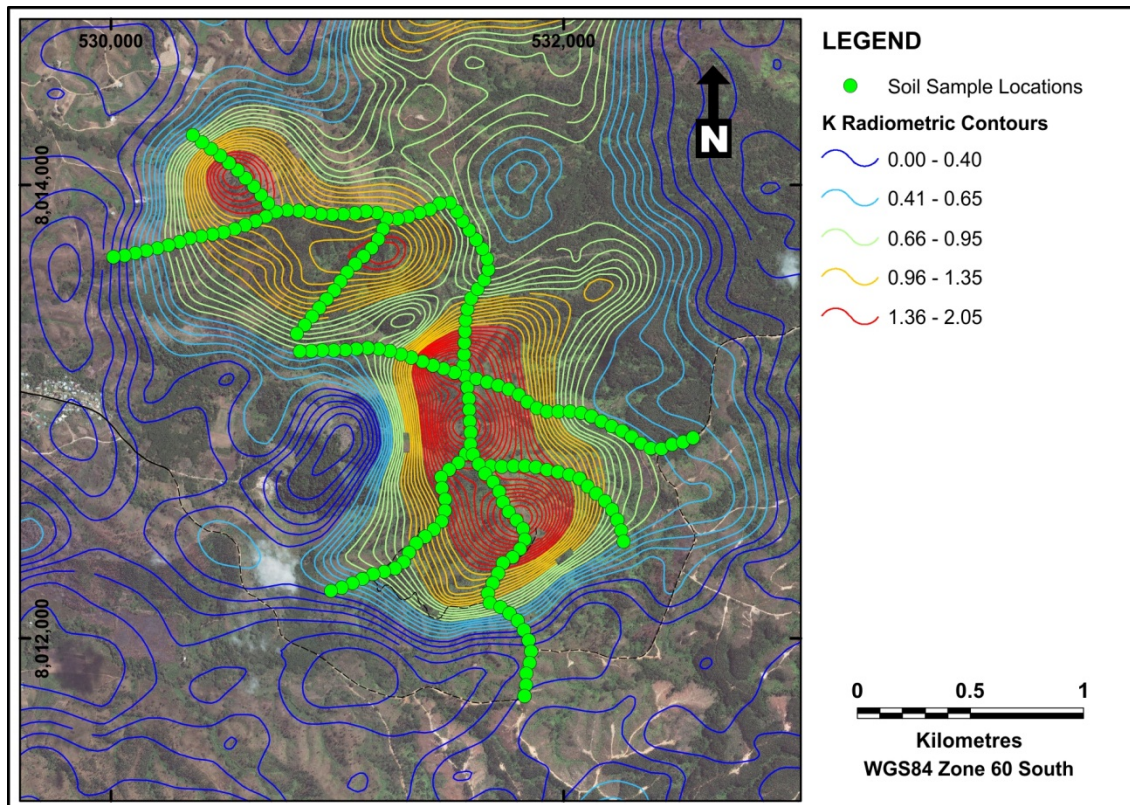 530,000
532,000
8,014,000
8,012,000
N
LEGEND
Soil Sample Locations
K Radiometric Contours
0.00 - 0.40
0.41 - 0.65
0.66 - 0.95
0.96 - 1.35
1.36 - 2.05
0 0.5 1
Kilometres
WGS84 Zone 60 South